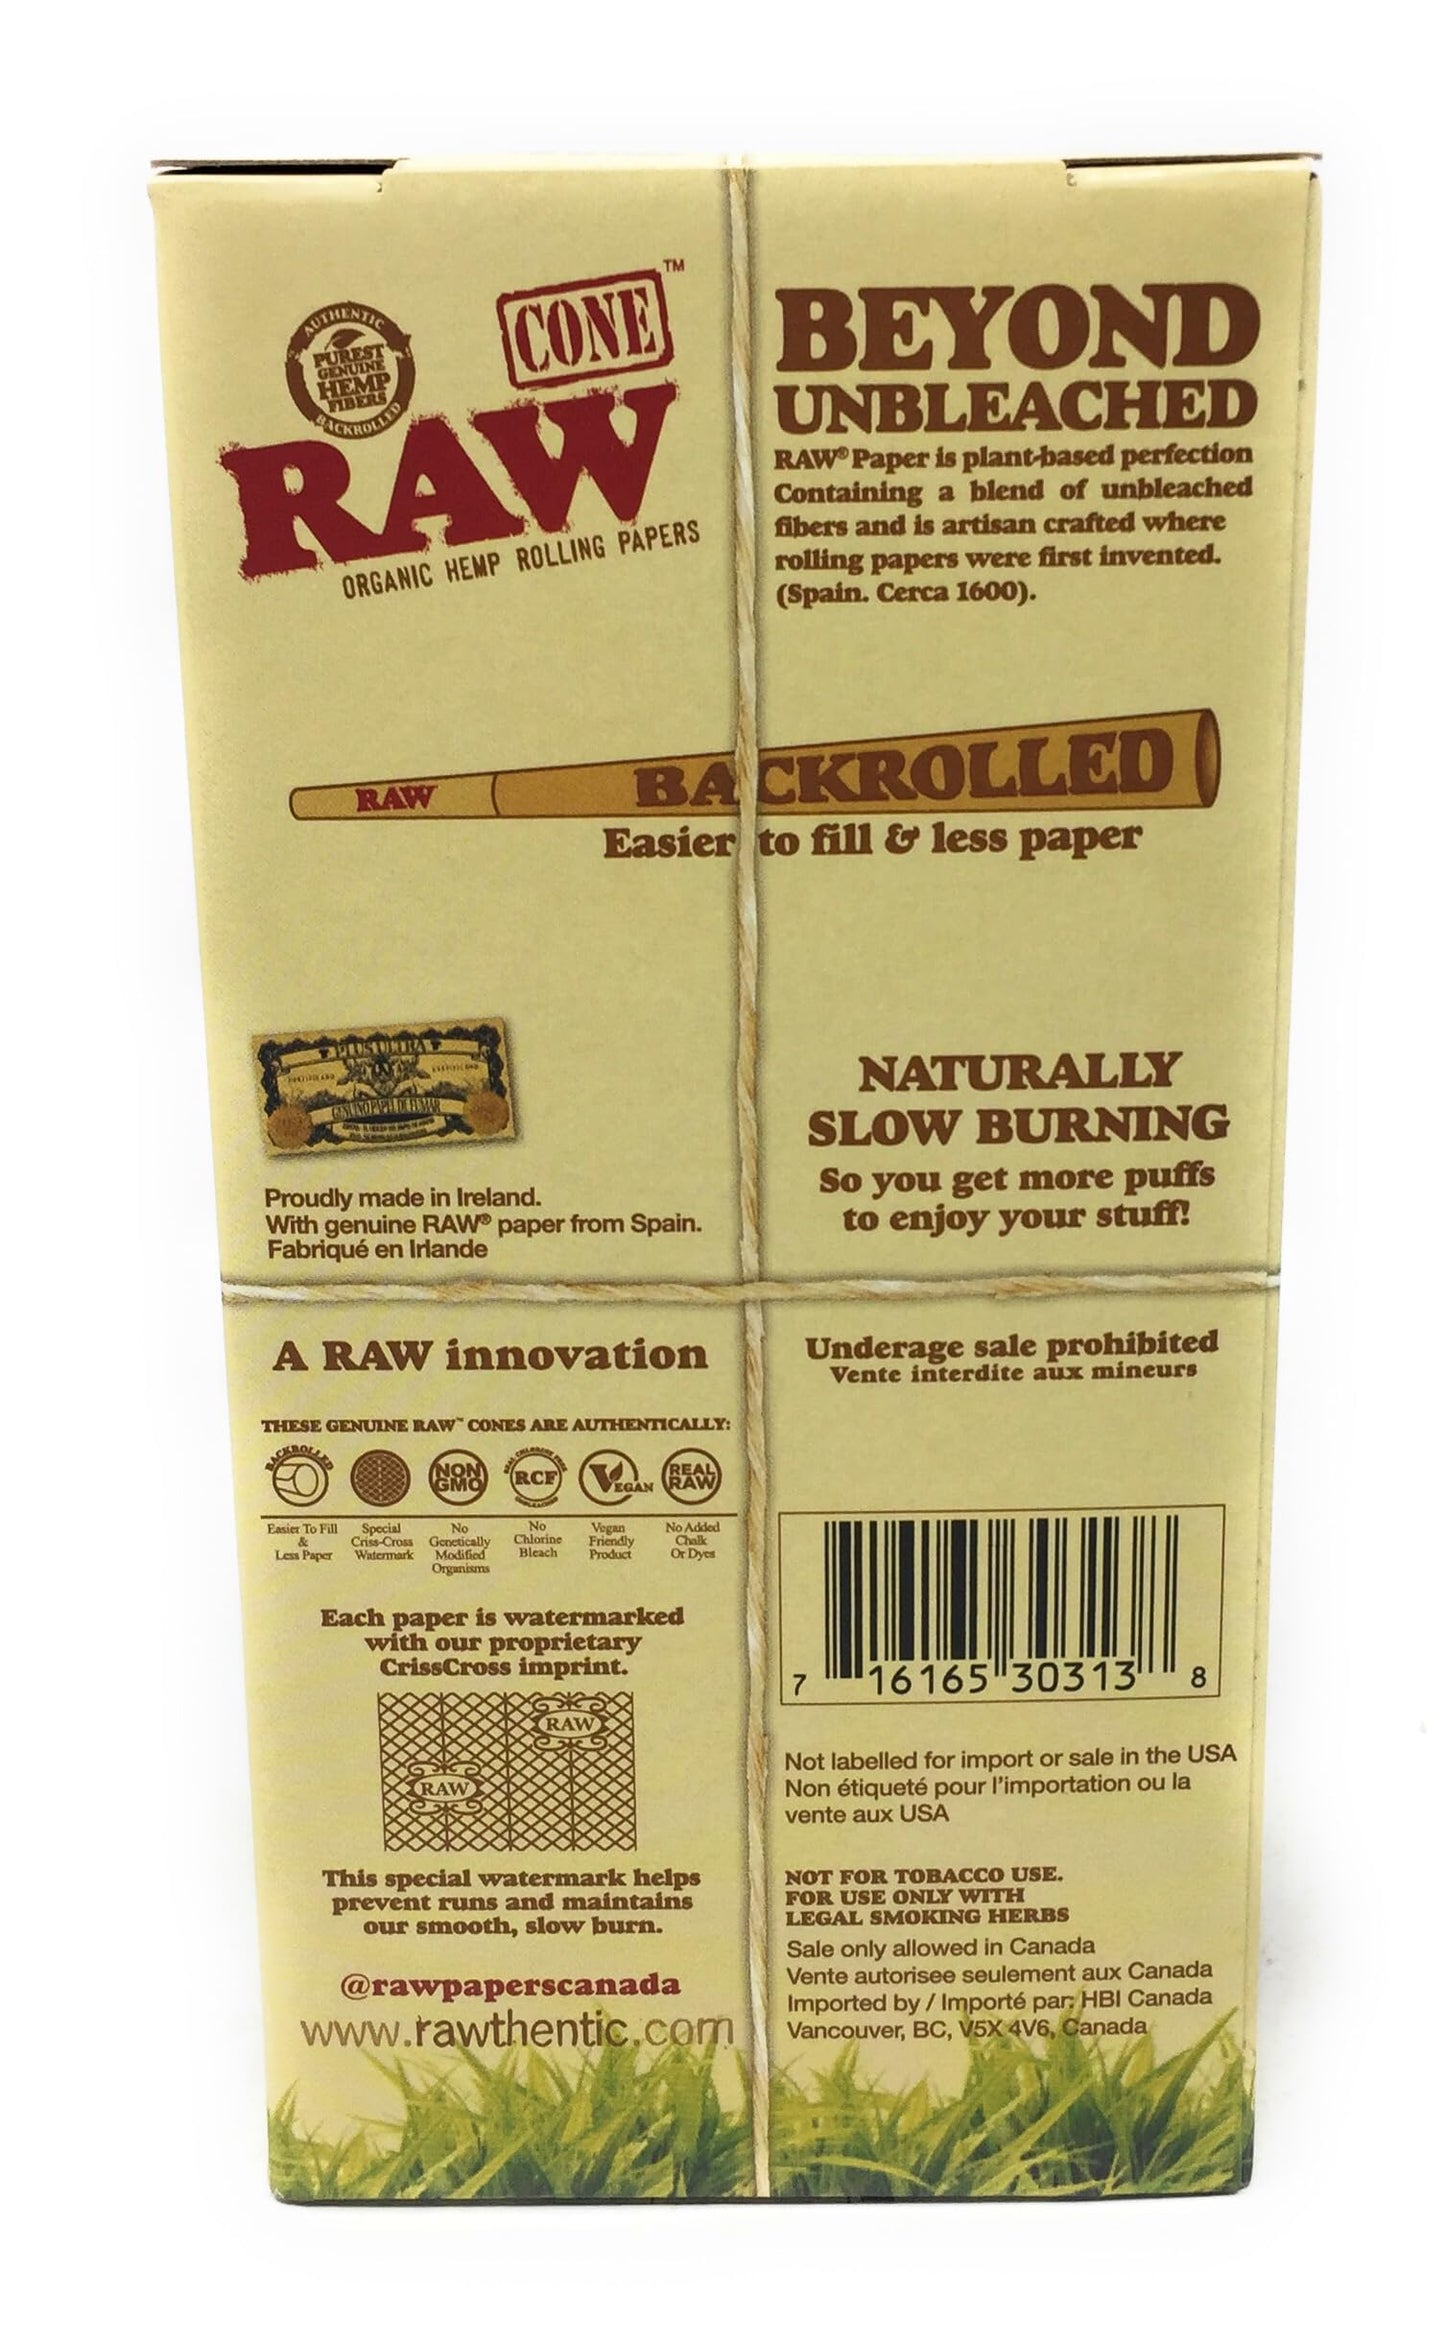 AUTHENTIC
PUREST
GENUINE
HEMP
FIBERS
BACKROLLED
CONE™
RAW
ORGANIC HEMP ROLLING PAPERS
BEYOND
UNBLEACHED
RAW® Paper is plant-based perfection
Containing a blend of unbleached
fibers and is artisan crafted where
rolling papers were first invented.
(Spain. Cerca 1600).
RAW BACKROLLED
Easier to fill & less paper
PLUS ULTRA
GENUINO PAPEL DE FUMAR
Proudly made in Ireland.
With genuine RAW® paper from Spain.
Fabriqué en Irlande
NATURALLY
SLOW BURNING
So you get more puffs
to enjoy your stuff!
A RAW innovation
THESE GENUINE RAW™ CONES ARE AUTHENTICALLY:
BACKROLLED
NON
GMO
RCF
VEGAN
REAL
RAW
Easier To Fill
&
Less Paper
Special
Criss-Cross
Watermark
No
Genetically
Modified
Organisms
No
Chlorine
Bleach
Vegan
Friendly
Product
No Added
Chalk
Or Dyes
Each paper is watermarked
with our proprietary
CrissCross imprint.
RAW
RAW
This special watermark helps
prevent runs and maintains
our smooth, slow burn.
@rawpaperscanada
www.rawthentic.com
Underage sale prohibited
Vente interdite aux mineurs
7 16165 30313 8
Not labelled for import or sale in the USA
Non étiqueté pour l'importation ou la
vente aux USA
NOT FOR TOBACCO USE.
FOR USE ONLY WITH
LEGAL SMOKING HERBS
Sale only allowed in Canada
Vente autorisee seulement aux Canada
Imported by / Importé par: HBI Canada
Vancouver, BC, V5X 4V6, Canada